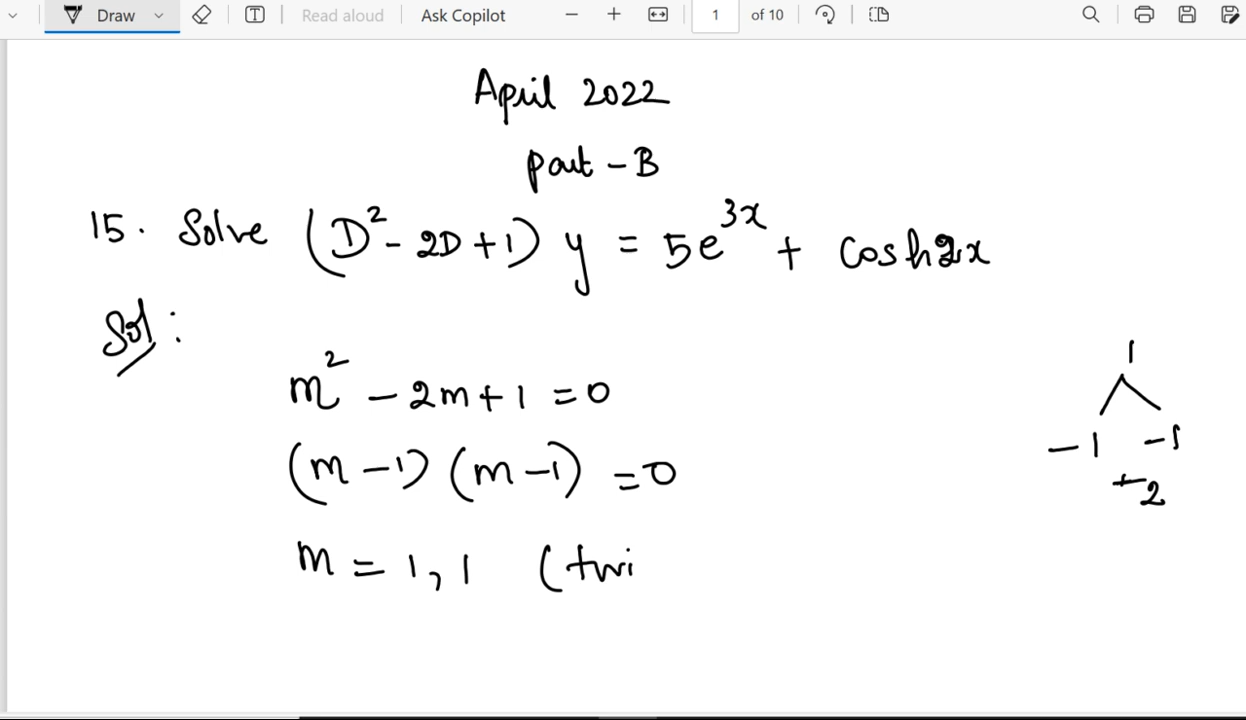 Draw
Read aloud
Ask Copilot
1
of 10
April 2022
part - B
15. Solve (D² - 2D + 1) y = 5e³ˣ + cosh2x
Sol :
m² - 2m + 1 = 0
(m - 1) (m - 1) = 0
m = 1, 1 (twi
1
-1 -1
+2